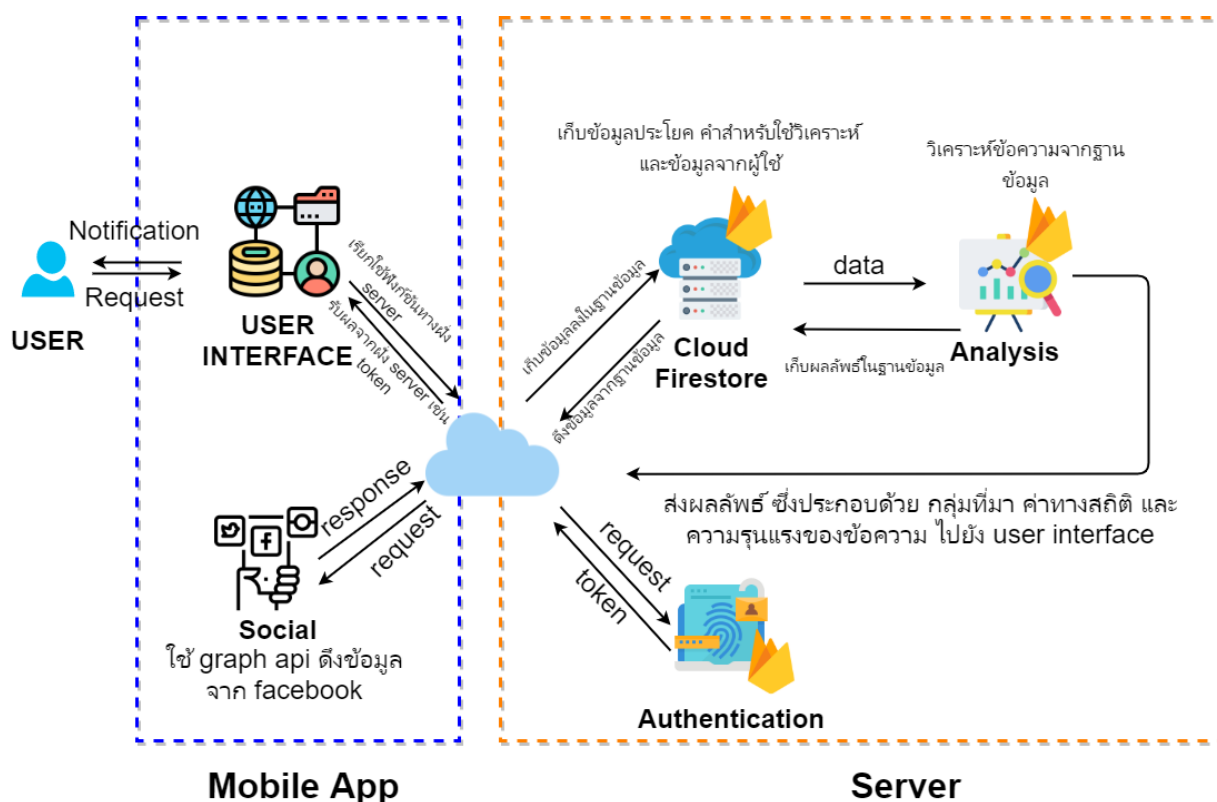 เก็บข้อมูลประโยค คำสำหรับใช้วิเคราะห์
และข้อมูลจากผู้ใช้
วิเคราะห์ข้อความจากฐาน
ข้อมูล
Notification
Request
USER
USER
INTERFACE
เรียกใช้ฟังก์ชันทางฝั่ง
server
รับผลจากฝั่ง server เช่น
token
เก็บข้อมูลลงในฐานข้อมูล
ดึงข้อมูลจากฐานข้อมูล
Cloud
Firestore
data
เก็บผลลัพธ์ในฐานข้อมูล
Analysis
response
request
Social
ใช้ graph api ดึงข้อมูล
จาก facebook
ส่งผลลัพธ์ ซึ่งประกอบด้วย กลุ่มที่มา ค่าทางสถิติ และ
ความรุนแรงของข้อความ ไปยัง user interface
request
token
Authentication
Mobile App
Server